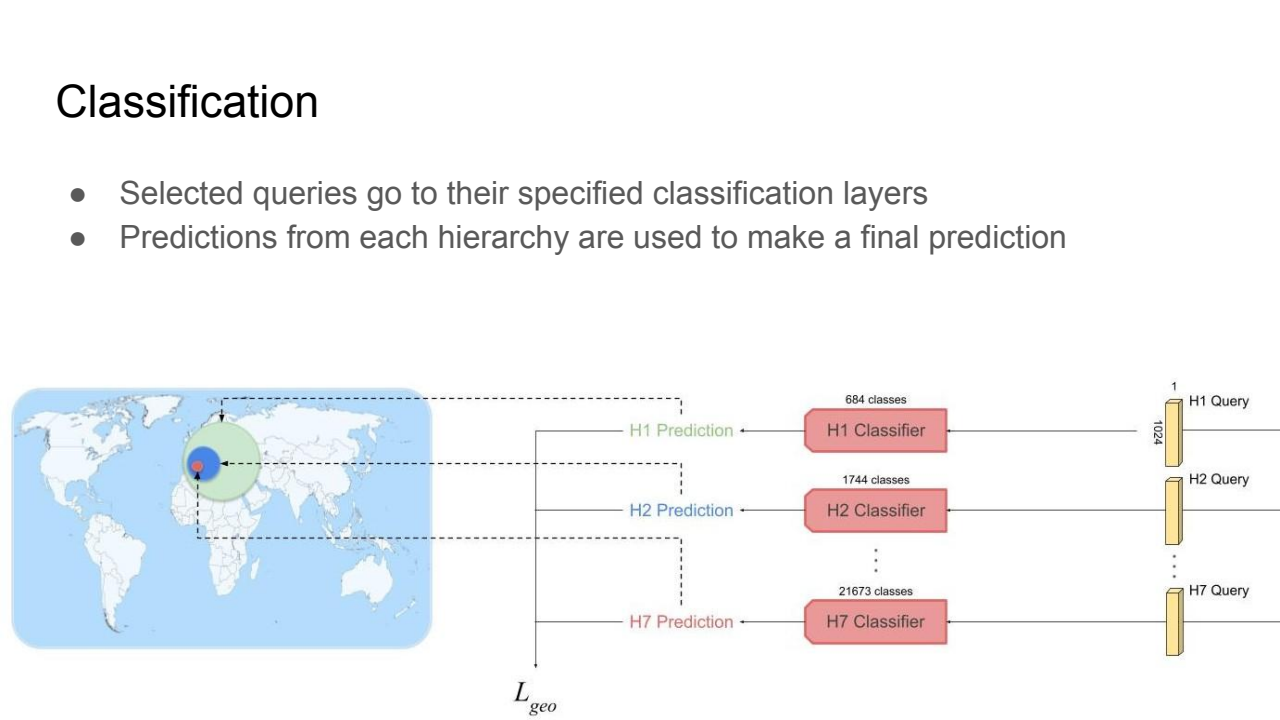 Classification
● Selected queries go to their specified classification layers
● Predictions from each hierarchy are used to make a final prediction
1
684 classes
H1 Query
H1 Prediction
H1 Classifier
1024
1744 classes
H2 Query
H2 Prediction
H2 Classifier
21673 classes
H7 Query
H7 Prediction
H7 Classifier
L_geo